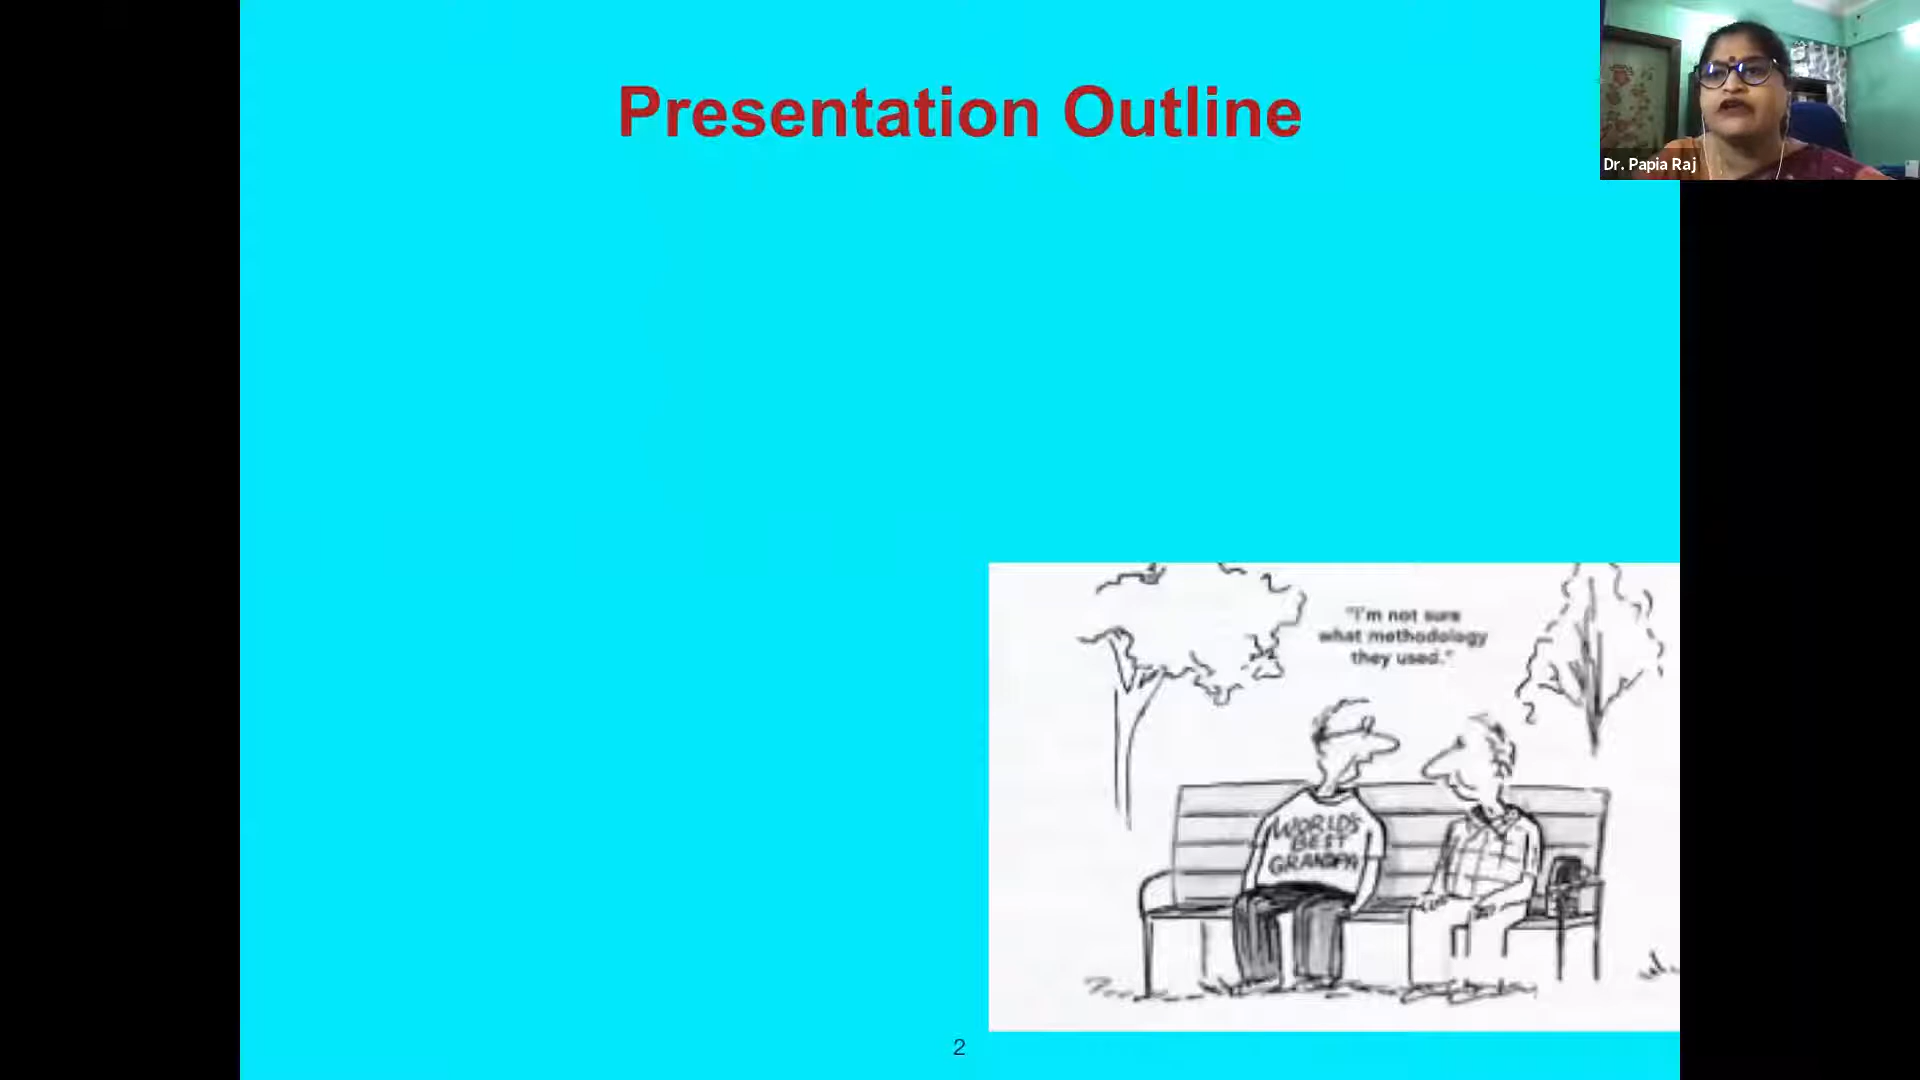 Presentation Outline
Dr. Papia Raj
"I'm not sure
what methodology
they used."
WORLD'S
BEST
GRANDPA
2